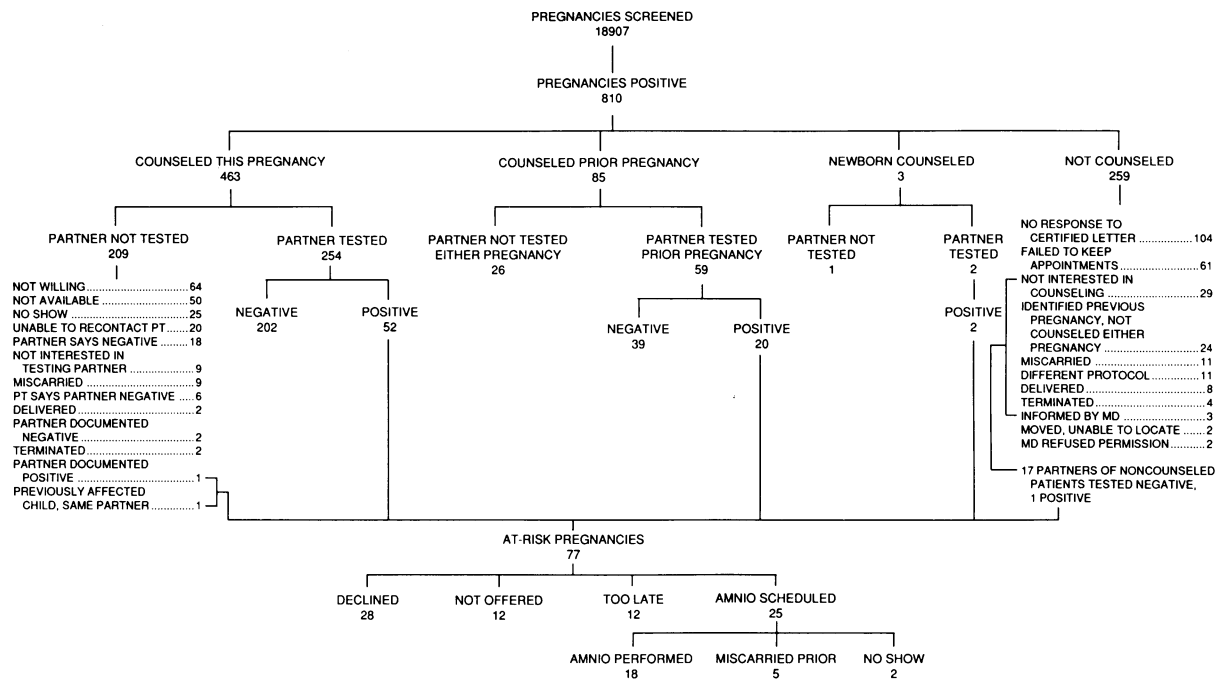 PREGNANCIES SCREENED
18907
PREGNANCIES POSITIVE
810
COUNSELED THIS PREGNANCY
463
COUNSELED PRIOR PREGNANCY
85
NEWBORN COUNSELED
3
NOT COUNSELED
259
PARTNER NOT TESTED
209
PARTNER TESTED
254
PARTNER NOT TESTED
EITHER PREGNANCY
26
PARTNER TESTED
PRIOR PREGNANCY
59
PARTNER NOT
TESTED
1
PARTNER
TESTED
2
NOT WILLING ........................ 64
NOT AVAILABLE ..................... 50
NO SHOW ............................ 25
UNABLE TO RECONTACT PT ...... 20
PARTNER SAYS NEGATIVE ......... 18
NOT INTERESTED IN
TESTING PARTNER ................ 9
MISCARRIED .......................... 9
PT SAYS PARTNER NEGATIVE .... 6
DELIVERED ............................ 2
PARTNER DOCUMENTED
NEGATIVE ............................ 2
TERMINATED .......................... 2
PARTNER DOCUMENTED
POSITIVE ............................ 1
PREVIOUSLY AFFECTED
CHILD, SAME PARTNER ............. 1
NEGATIVE
202
POSITIVE
52
NEGATIVE
39
POSITIVE
20
POSITIVE
2
NO RESPONSE TO
CERTIFIED LETTER ................ 104
FAILED TO KEEP
APPOINTMENTS .................... 61
NOT INTERESTED IN
COUNSELING ........................ 29
IDENTIFIED PREVIOUS
PREGNANCY, NOT
COUNSELED EITHER
PREGNANCY ........................ 24
MISCARRIED .......................... 11
DIFFERENT PROTOCOL ............. 11
DELIVERED ............................ 8
TERMINATED .......................... 4
INFORMED BY MD .................... 3
MOVED, UNABLE TO LOCATE ...... 2
MD REFUSED PERMISSION ......... 2
17 PARTNERS OF NONCOUNSELED
PATIENTS TESTED NEGATIVE,
1 POSITIVE
AT-RISK PREGNANCIES
77
DECLINED
28
NOT OFFERED
12
TOO LATE
12
AMNIO SCHEDULED
25
AMNIO PERFORMED
18
MISCARRIED PRIOR
5
NO SHOW
2